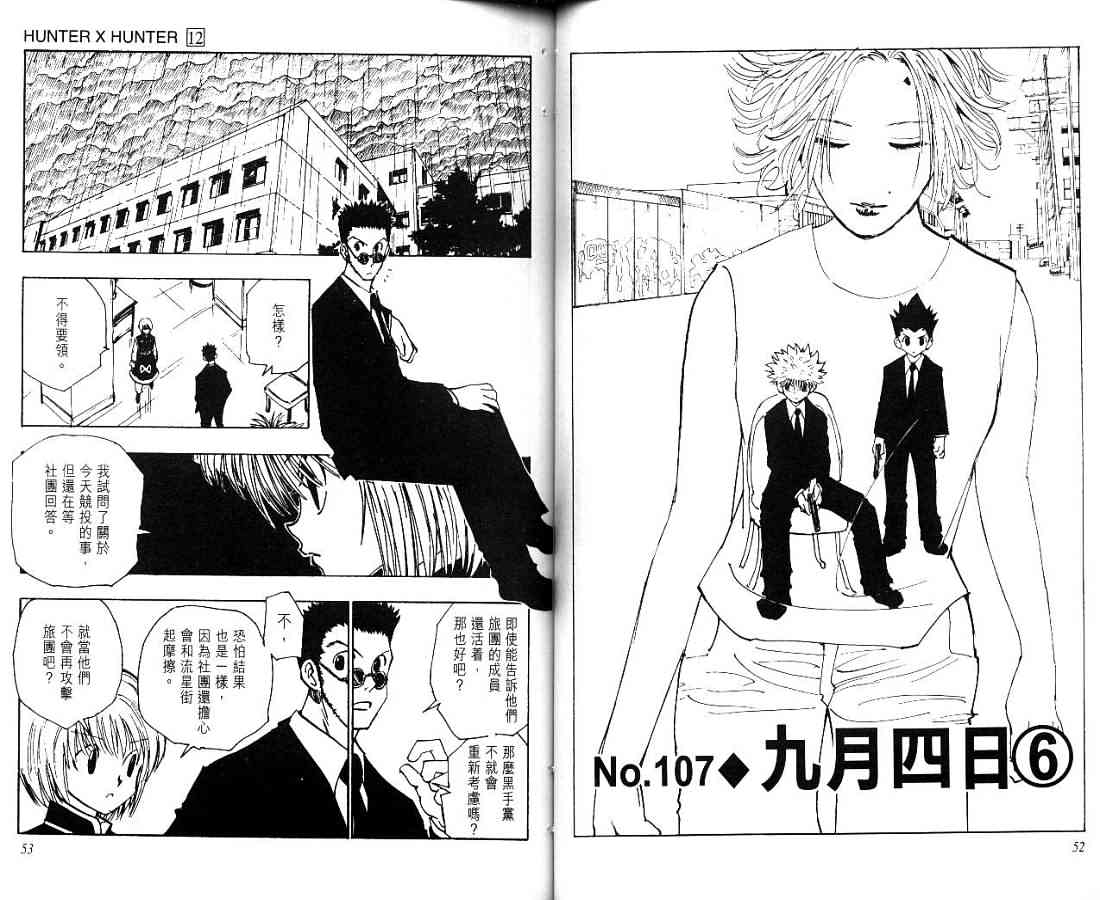 No.107◆九月四日⑥
52
HUNTER X HUNTER 12
怎樣？
不得要領。
我試問了關於
今天競投的事，
但還在等
社團回答。
即使能告訴他們
旅團的成員
還活着，
那也好吧？
那麼黑手黨
不就會
重新考慮嗎？
不，
恐怕結果
也是一樣，
因為社團還擔心
會和流星街
起摩擦。
就當他們
不會再攻擊
旅團吧？
53